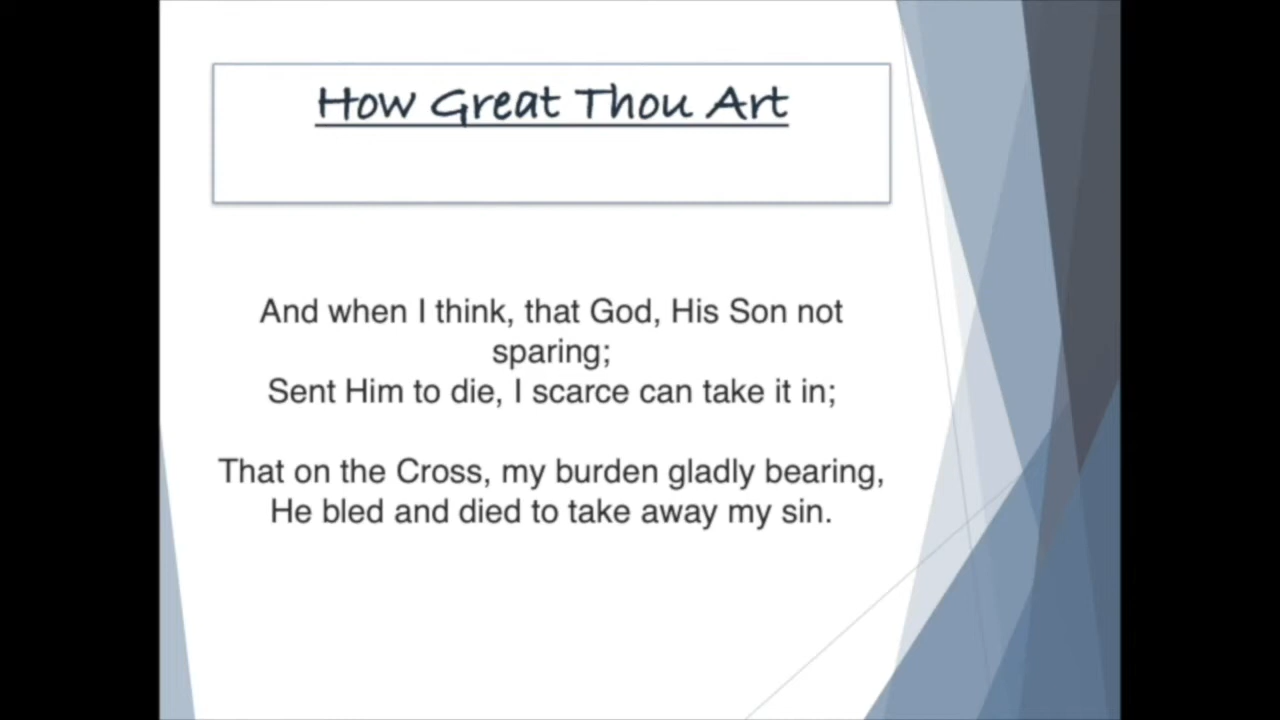 How Great Thou Art
And when I think, that God, His Son not
sparing;
Sent Him to die, I scarce can take it in;
That on the Cross, my burden gladly bearing,
He bled and died to take away my sin.